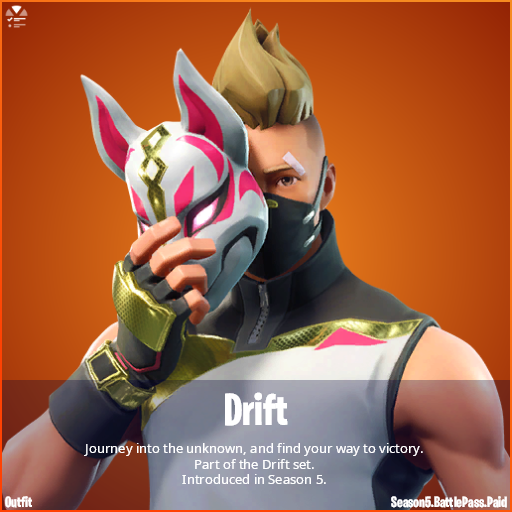 Drift
Journey into the unknown, and find your way to victory.
Part of the Drift set.
Introduced in Season 5.
Outfit
Season5.BattlePass.Paid